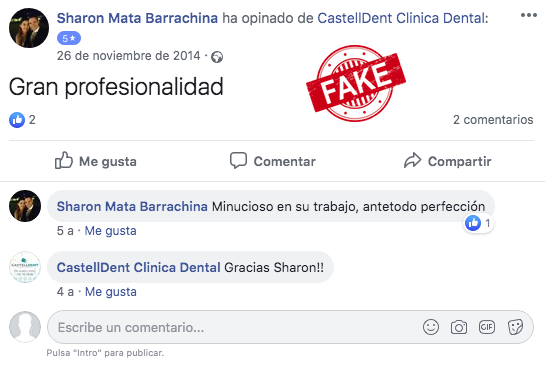 Sharon Mata Barrachina ha opinado de CastellDent Clinica Dental:
5★
26 de noviembre de 2014 ·
Gran profesionalidad
FAKE
2
2 comentarios
Me gusta
Comentar
Compartir
Sharon Mata Barrachina Minucioso en su trabajo, antetodo perfección
1
5 a · Me gusta
CASTELLDENT
CastellDent Clinica Dental Gracias Sharon!!
4 a · Me gusta
Escribe un comentario...
GIF
Pulsa "Intro" para publicar.